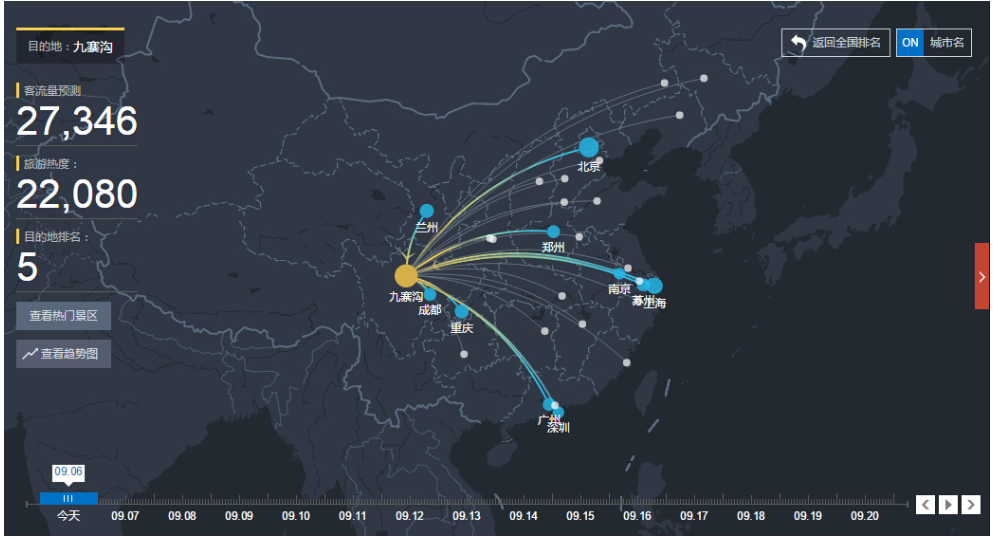 目的地：九寨沟
返回全国排名
ON 城市名
客流量预测
27,346
旅游热度：
22,080
目的地排名：
5
查看热门景区
查看趋势图
北京
兰州
郑州
九寨沟
南京
苏州
上海
成都
重庆
广州
深圳
09.06
今天 09.07 09.08 09.09 09.10 09.11 09.12 09.13 09.14 09.15 09.16 09.17 09.18 09.19 09.20